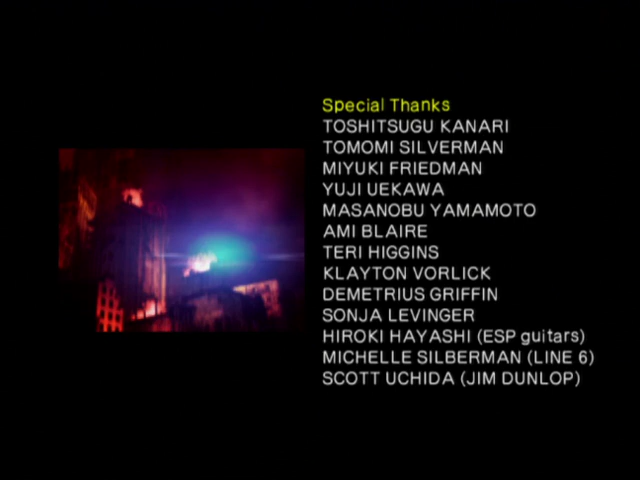 Special Thanks
TOSHITSUGU KANARI
TOMOMI SILVERMAN
MIYUKI FRIEDMAN
YUJI UEKAWA
MASANOBU YAMAMOTO
AMI BLAIRE
TERI HIGGINS
KLAYTON VORLICK
DEMETRIUS GRIFFIN
SONJA LEVINGER
HIROKI HAYASHI (ESP guitars)
MICHELLE SILBERMAN (LINE 6)
SCOTT UCHIDA (JIM DUNLOP)